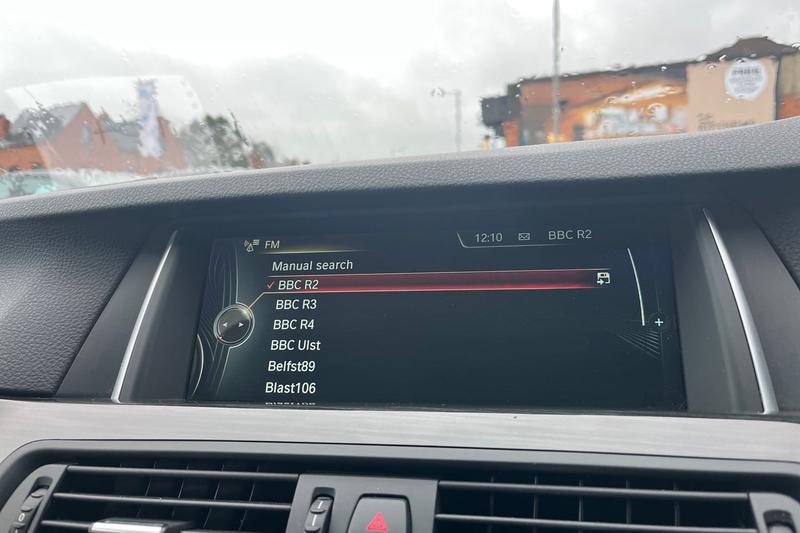 FM
12:10 BBC R2
Manual search
✓ BBC R2
BBC R3
BBC R4
BBC Ulst
Belfst89
Blast106